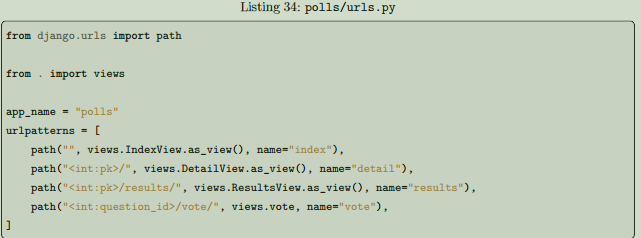 Listing 34: polls/urls.py
from django.urls import path
from . import views
app_name = "polls"
urlpatterns = [
    path("", views.IndexView.as_view(), name="index"),
    path("<int:pk>/", views.DetailView.as_view(), name="detail"),
    path("<int:pk>/results/", views.ResultsView.as_view(), name="results"),
    path("<int:question_id>/vote/", views.vote, name="vote"),
]